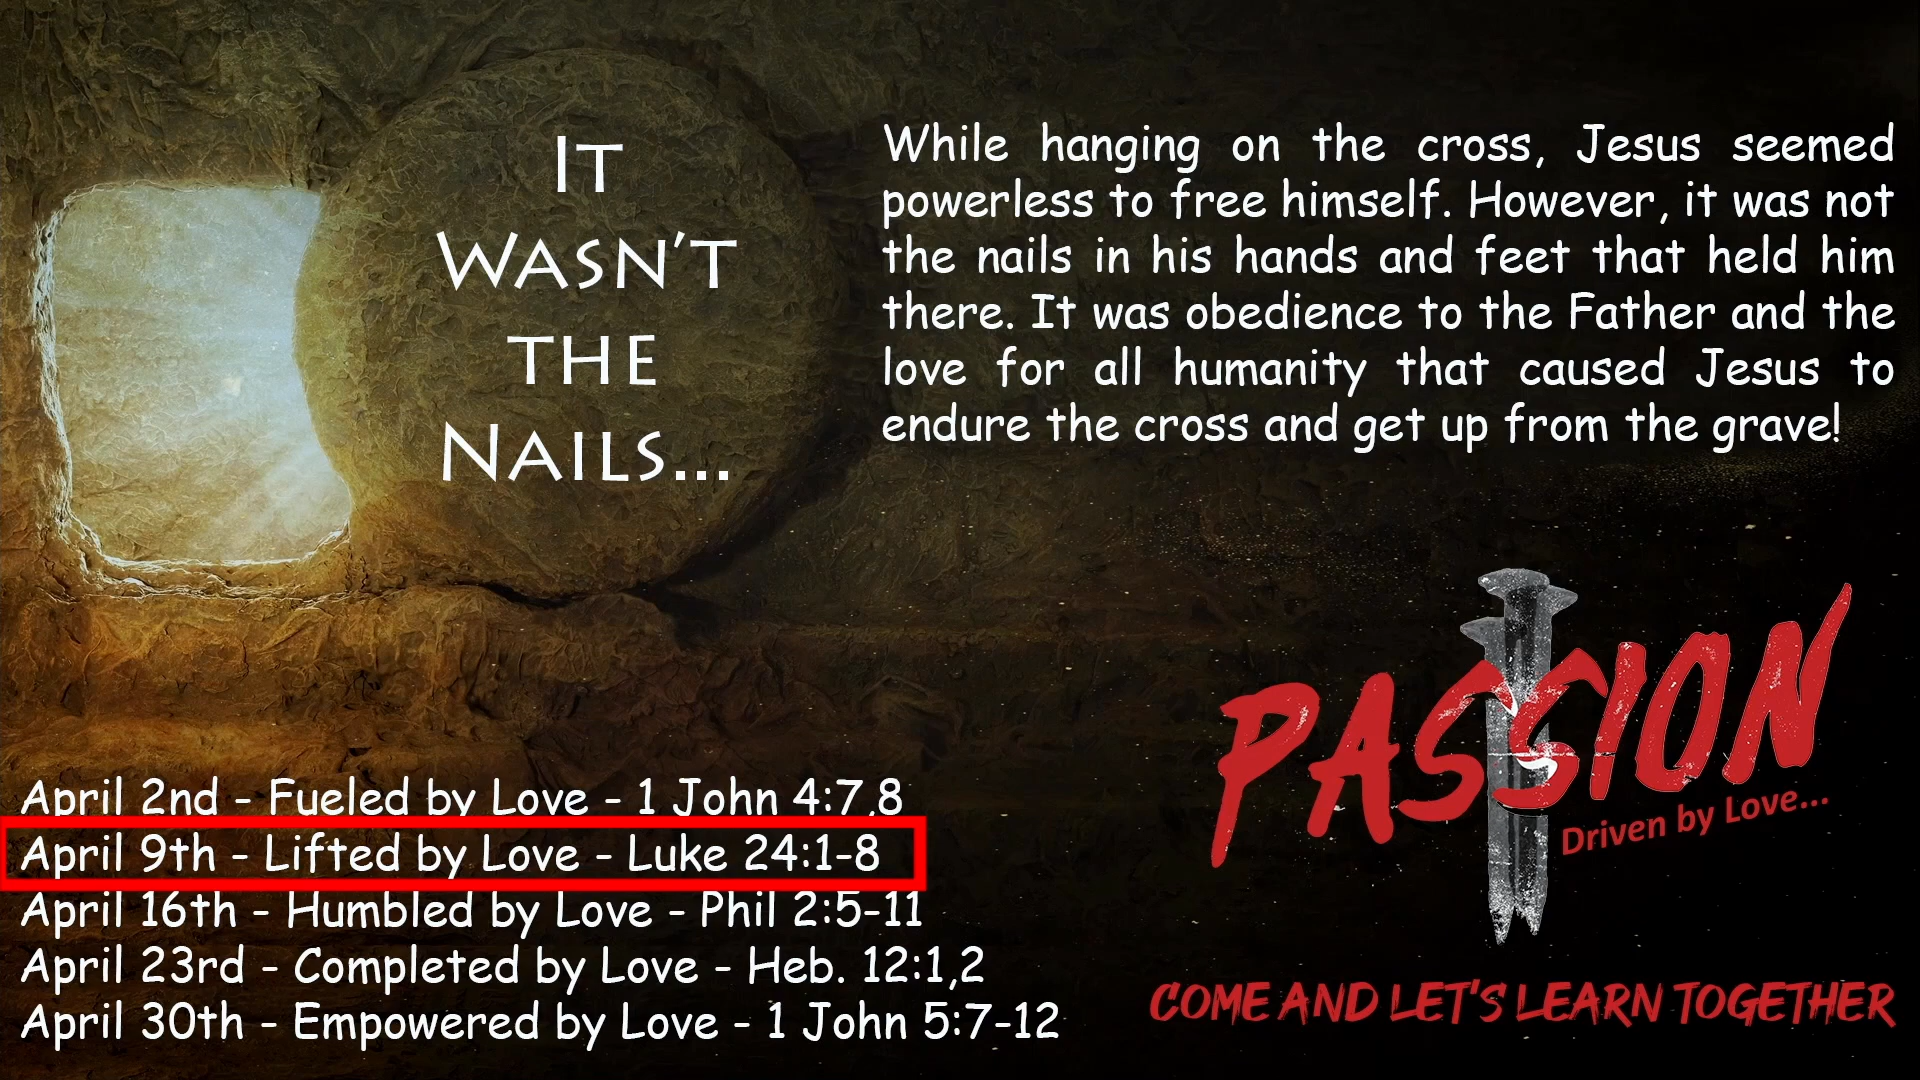 It
Wasn't
the
Nails...
While hanging on the cross, Jesus seemed
powerless to free himself. However, it was not
the nails in his hands and feet that held him
there. It was obedience to the Father and the
love for all humanity that caused Jesus to
endure the cross and get up from the grave!
PASSION
Driven by Love...
April 2nd - Fueled by Love - 1 John 4:7,8
April 9th - Lifted by Love - Luke 24:1-8
April 16th - Humbled by Love - Phil 2:5-11
April 23rd - Completed by Love - Heb. 12:1,2
April 30th - Empowered by Love - 1 John 5:7-12
COME AND LET'S LEARN TOGETHER